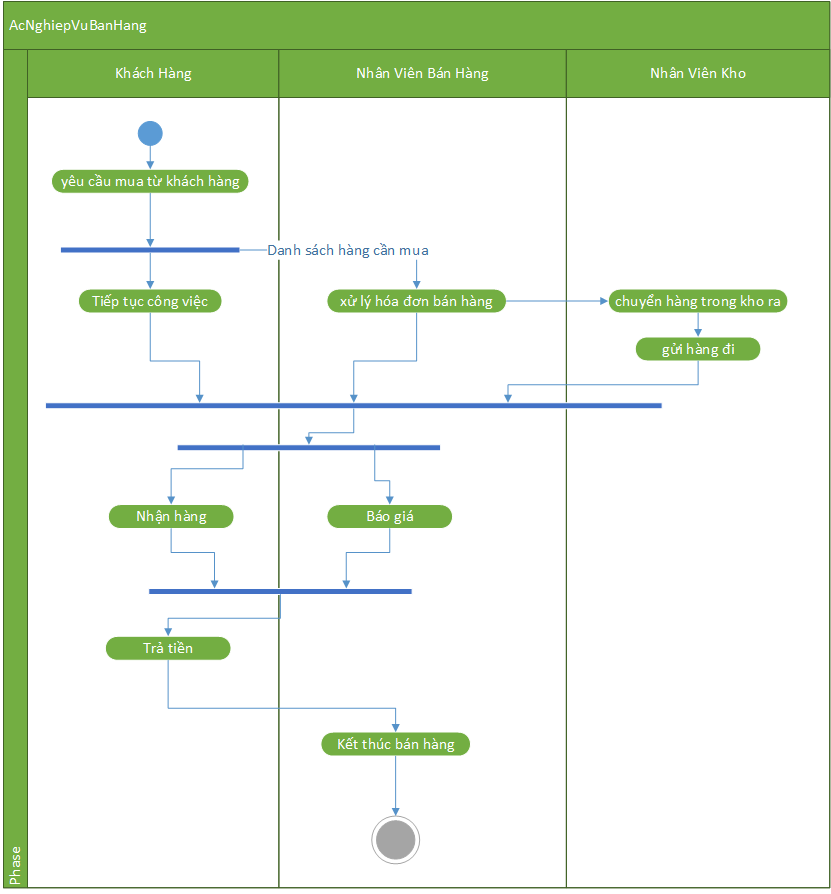 AcNghiepVuBanHang
Khách Hàng
Nhân Viên Bán Hàng
Nhân Viên Kho
yêu cầu mua từ khách hàng
Danh sách hàng cần mua
Tiếp tục công việc
xử lý hóa đơn bán hàng
chuyển hàng trong kho ra
gửi hàng đi
Nhận hàng
Báo giá
Trả tiền
Kết thúc bán hàng
Phase